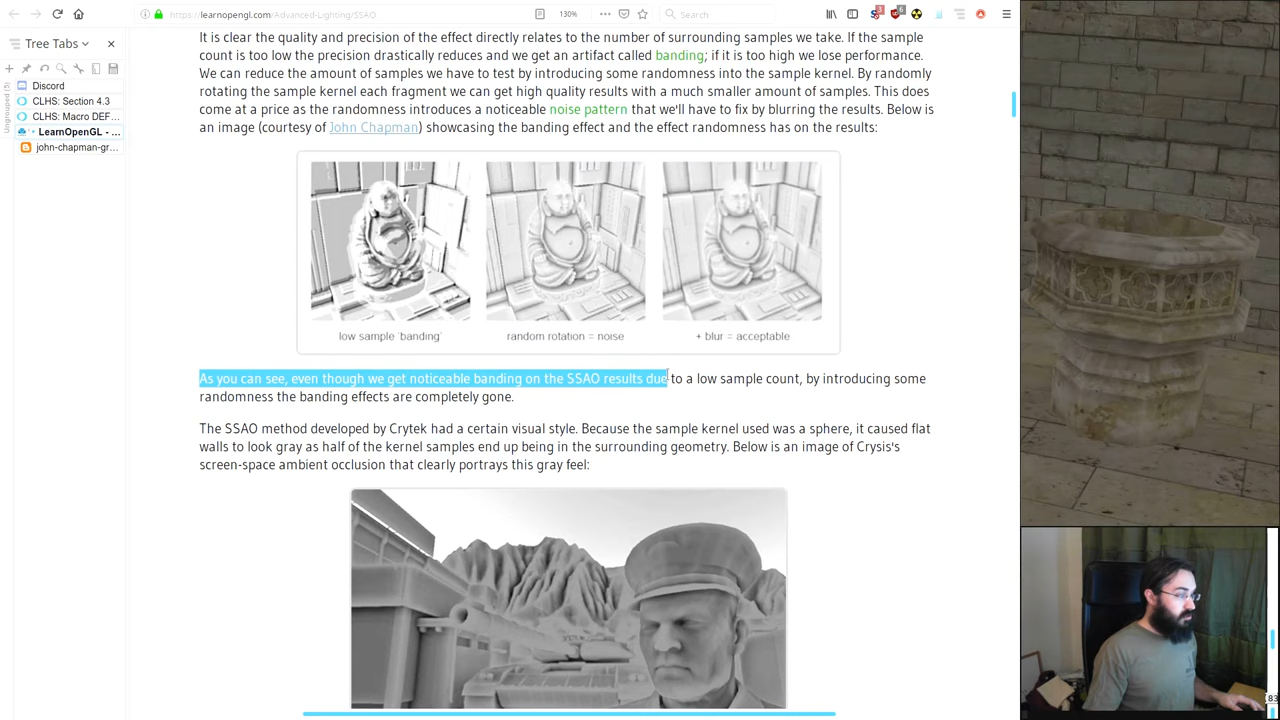 https://learnopengl.com/Advanced-Lighting/SSAO
130%
Search
3
6
Tree Tabs
Ungrouped (5)
Discord
CLHS: Section 4.3
CLHS: Macro DEF...
LearnOpenGL - ...
john-chapman-gr...
It is clear the quality and precision of the effect directly relates to the number of surrounding samples we take. If the sample
count is too low the precision drastically reduces and we get an artifact called banding; if it is too high we lose performance.
We can reduce the amount of samples we have to test by introducing some randomness into the sample kernel. By randomly
rotating the sample kernel each fragment we can get high quality results with a much smaller amount of samples. This does
come at a price as the randomness introduces a noticeable noise pattern that we'll have to fix by blurring the results. Below is
an image (courtesy of John Chapman) showcasing the banding effect and the effect randomness has on the results:
low sample 'banding'
random rotation = noise
+ blur = acceptable
As you can see, even though we get noticeable banding on the SSAO results due to a low sample count, by introducing some
randomness the banding effects are completely gone.
The SSAO method developed by Crytek had a certain visual style. Because the sample kernel used was a sphere, it caused flat
walls to look gray as half of the kernel samples end up being in the surrounding geometry. Below is an image of Crysis's
screen-space ambient occlusion that clearly portrays this gray feel:
83